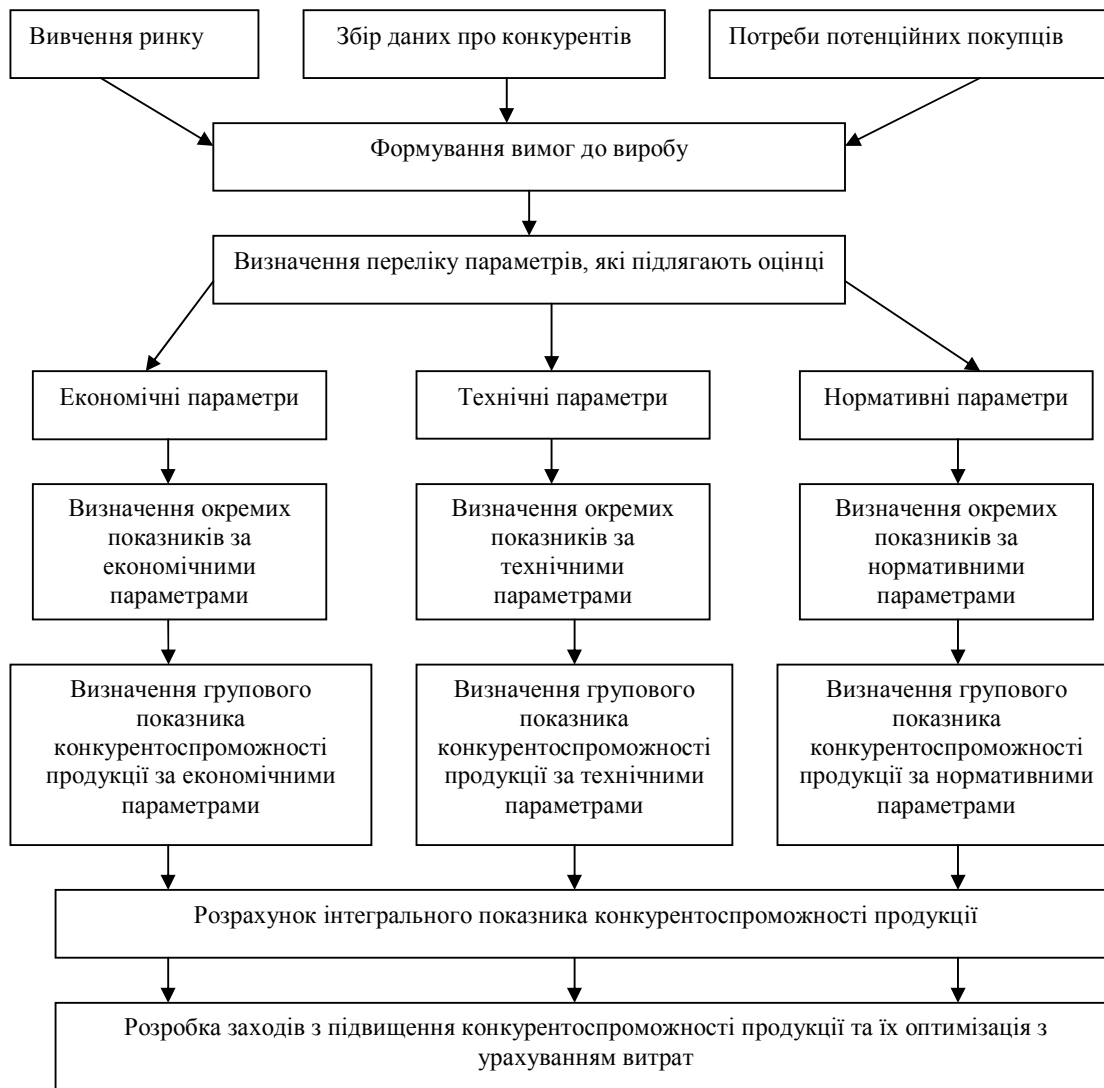 Вивчення ринку
Збір даних про конкурентів
Потреби потенційних покупців
Формування вимог до виробу
Визначення переліку параметрів, які підлягають оцінці
Економічні параметри
Технічні параметри
Нормативні параметри
Визначення окремих
показників за
економічними
параметрами
Визначення окремих
показників за
технічними
параметрами
Визначення окремих
показників за
нормативними
параметрами
Визначення групового
показника
конкурентоспроможності
продукції за економічними
параметрами
Визначення групового
показника
конкурентоспроможності
продукції за технічними
параметрами
Визначення групового
показника
конкурентоспроможності
продукції за нормативними
параметрами
Розрахунок інтегрального показника конкурентоспроможності продукції
Розробка заходів з підвищення конкурентоспроможності продукції та їх оптимізація з
урахуванням витрат